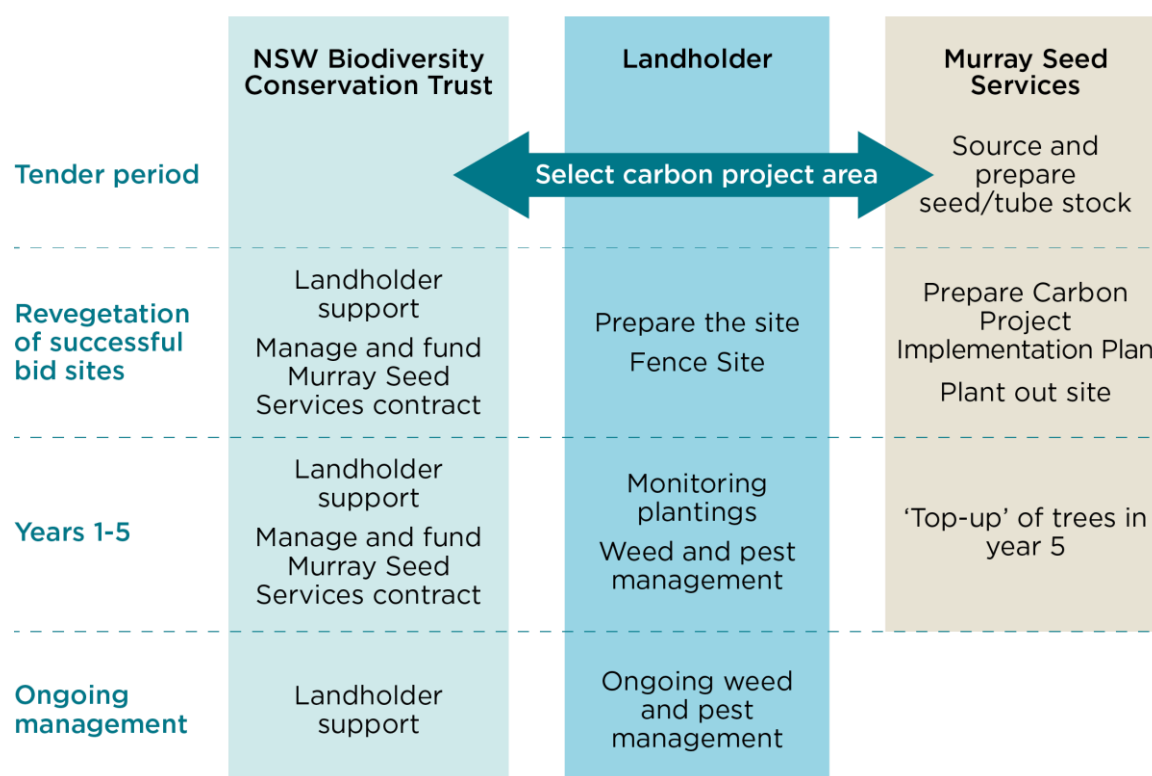 NSW Biodiversity
Conservation Trust
Landholder
Murray Seed
Services
Tender period
Select carbon project area
Source and
prepare
seed/tube stock
Revegetation
of successful
bid sites
Landholder
support
Manage and fund
Murray Seed
Services contract
Prepare the site
Fence Site
Prepare Carbon
Project
Implementation Plan
Plant out site
Years 1-5
Landholder
support
Manage and fund
Murray Seed
Services contract
Monitoring
plantings
Weed and pest
management
‘Top-up’ of trees in
year 5
Ongoing
management
Landholder
support
Ongoing weed
and pest
management